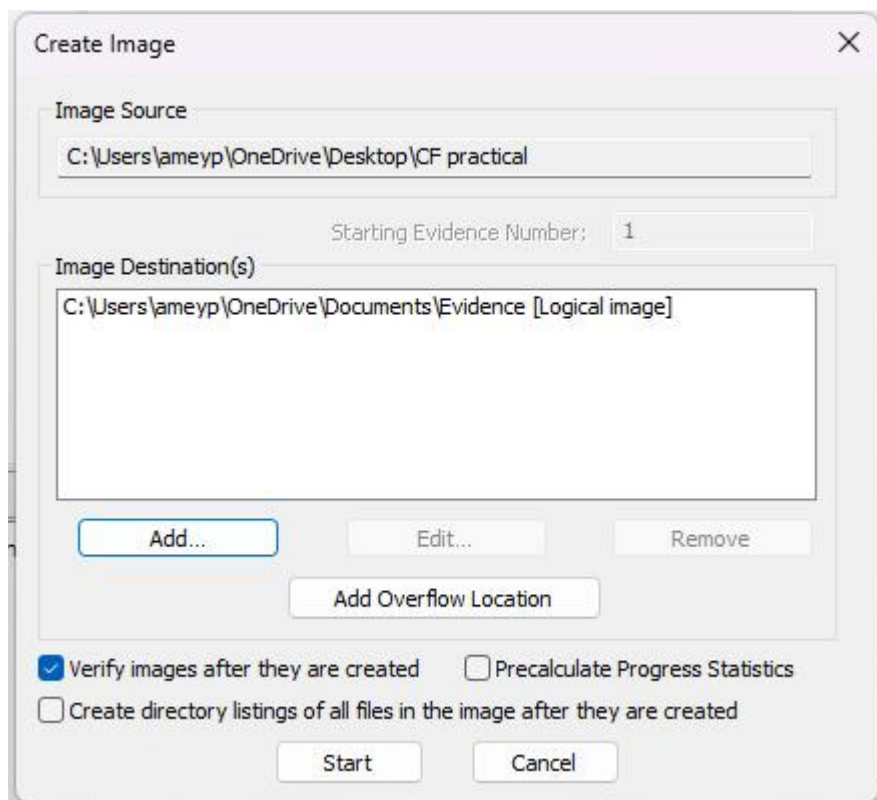 Create Image
Image Source
C:\Users\ameyp\OneDrive\Desktop\CF practical
Starting Evidence Number: 1
Image Destination(s)
C:\Users\ameyp\OneDrive\Documents\Evidence [Logical image]
Add... Edit... Remove
Add Overflow Location
Verify images after they are created Precalculate Progress Statistics
Create directory listings of all files in the image after they are created
Start Cancel